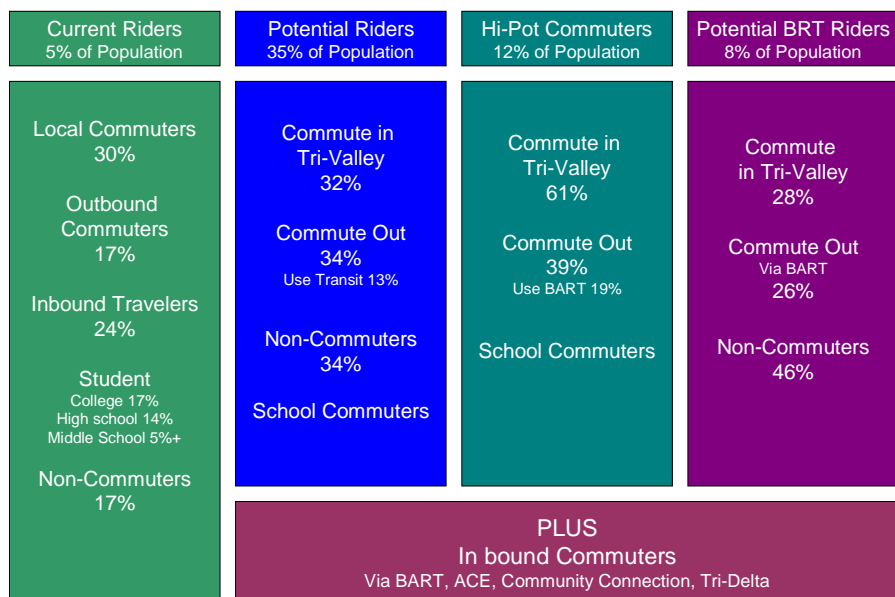 Current Riders
5% of Population
Potential Riders
35% of Population
Hi-Pot Commuters
12% of Population
Potential BRT Riders
8% of Population
Local Commuters
30%
Outbound
Commuters
17%
Inbound Travelers
24%
Student
College 17%
High school 14%
Middle School 5%+
Non-Commuters
17%
Commute in
Tri-Valley
32%
Commute Out
34%
Use Transit 13%
Non-Commuters
34%
School Commuters
Commute in
Tri-Valley
61%
Commute Out
39%
Use BART 19%
School Commuters
Commute
in Tri-Valley
28%
Commute Out
Via BART
26%
Non-Commuters
46%
PLUS
In bound Commuters
Via BART, ACE, Community Connection, Tri-Delta